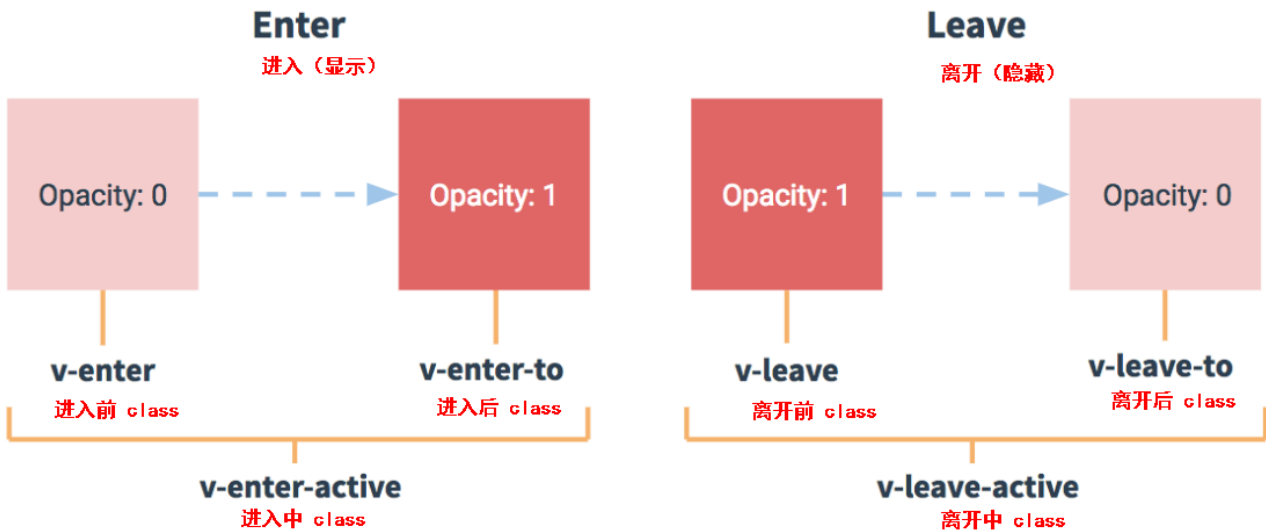 Enter
进入（显示）
Opacity: 0
Opacity: 1
v-enter
进入前 class
v-enter-to
进入后 class
v-enter-active
进入中 class
Leave
离开（隐藏）
Opacity: 1
Opacity: 0
v-leave
离开前 class
v-leave-to
离开后 class
v-leave-active
离开中 class